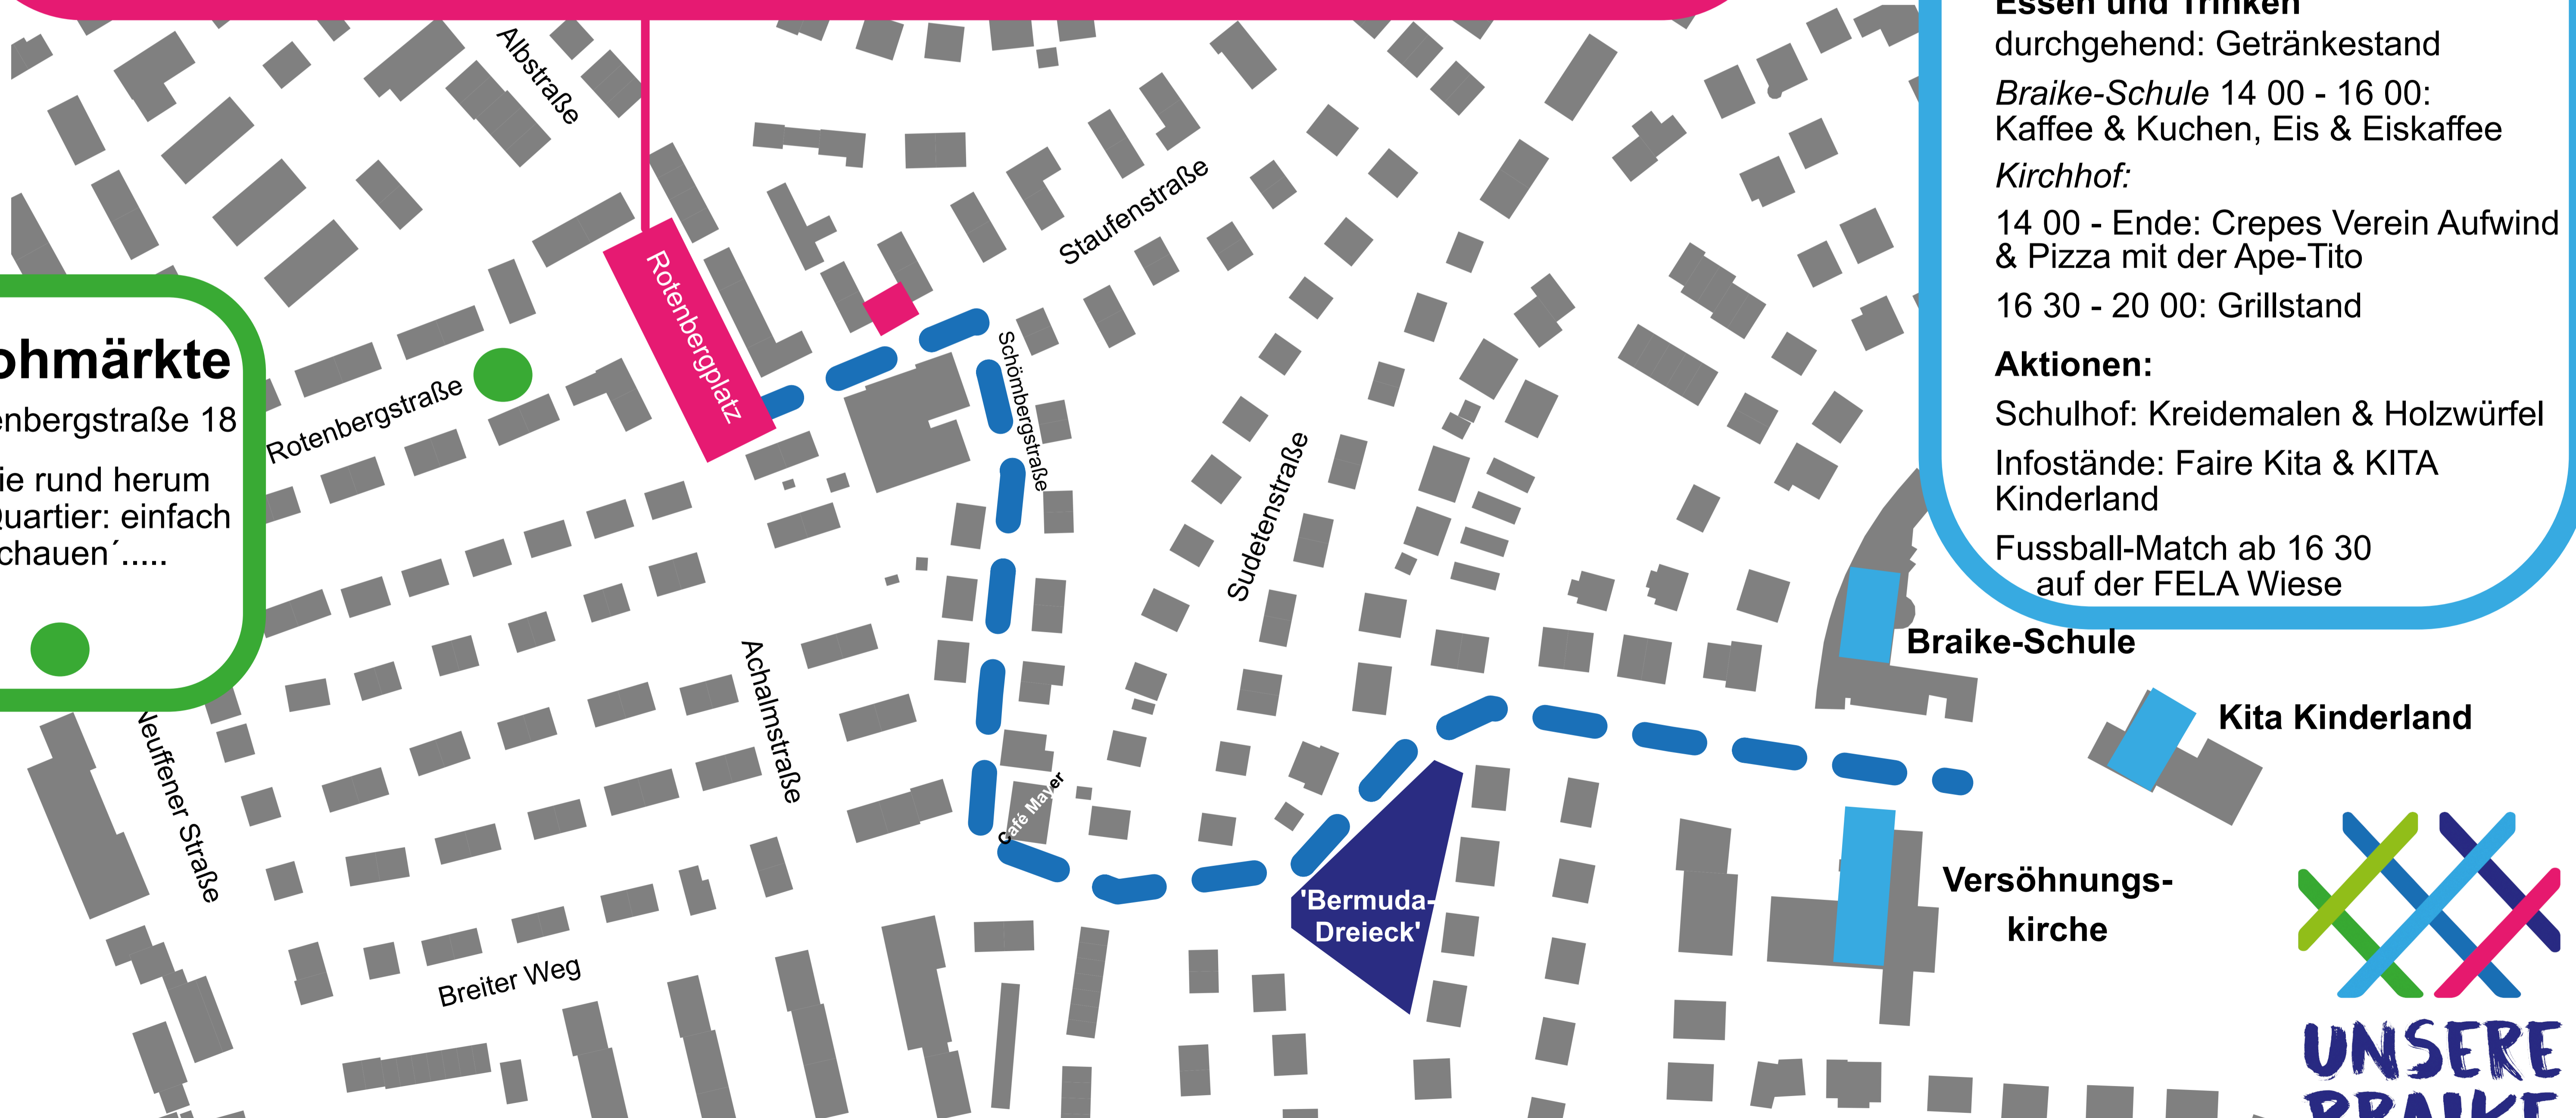 Essen und Trinken
durchgehend: Getränkestand
Braike-Schule 14 00 - 16 00:
Kaffee & Kuchen, Eis & Eiskaffee
Kirchhof:
14 00 - Ende: Crepes Verein Aufwind
& Pizza mit der Ape-Tito
16 30 - 20 00: Grillstand
Aktionen:
Schulhof: Kreidemalen & Holzwürfel
Infostände: Faire Kita & KITA
Kinderland
Fussball-Match ab 16 30
auf der FELA Wiese
Albstraße
Staufenstraße
Rotenbergplatz
Schömbergstraße
Rotenbergstraße
ohmärkte
enbergstraße 18
ie rund herum
Quartier: einfach
chauen´.....
Sudetenstraße
Achalmstraße
Neuffener Straße
Breiter Weg
Café Mayer
'Bermuda-
Dreieck'
Braike-Schule
Kita Kinderland
Versöhnungs-
kirche
UNSERE
BRAIKE